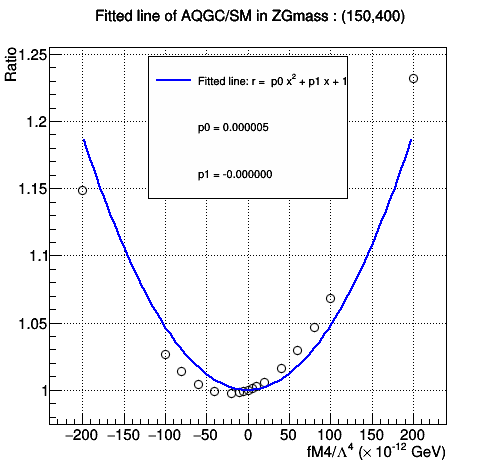 Fitted line of AQGC/SM in ZGmass : (150,400)
Ratio
1.25
1.2
1.15
1.1
1.05
1
Fitted line: r = p0 x² + p1 x + 1
p0 = 0.000005
p1 = -0.000000
−200 −150 −100 −50 0 50 100 150 200
fM4/Λ⁴ (× 10⁻¹² GeV)